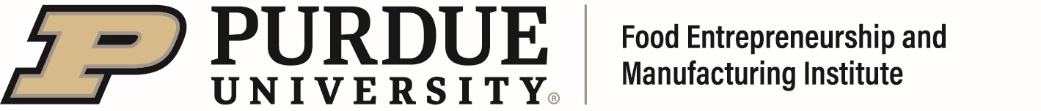 P
PURDUE
UNIVERSITY®
Food Entrepreneurship and
Manufacturing Institute